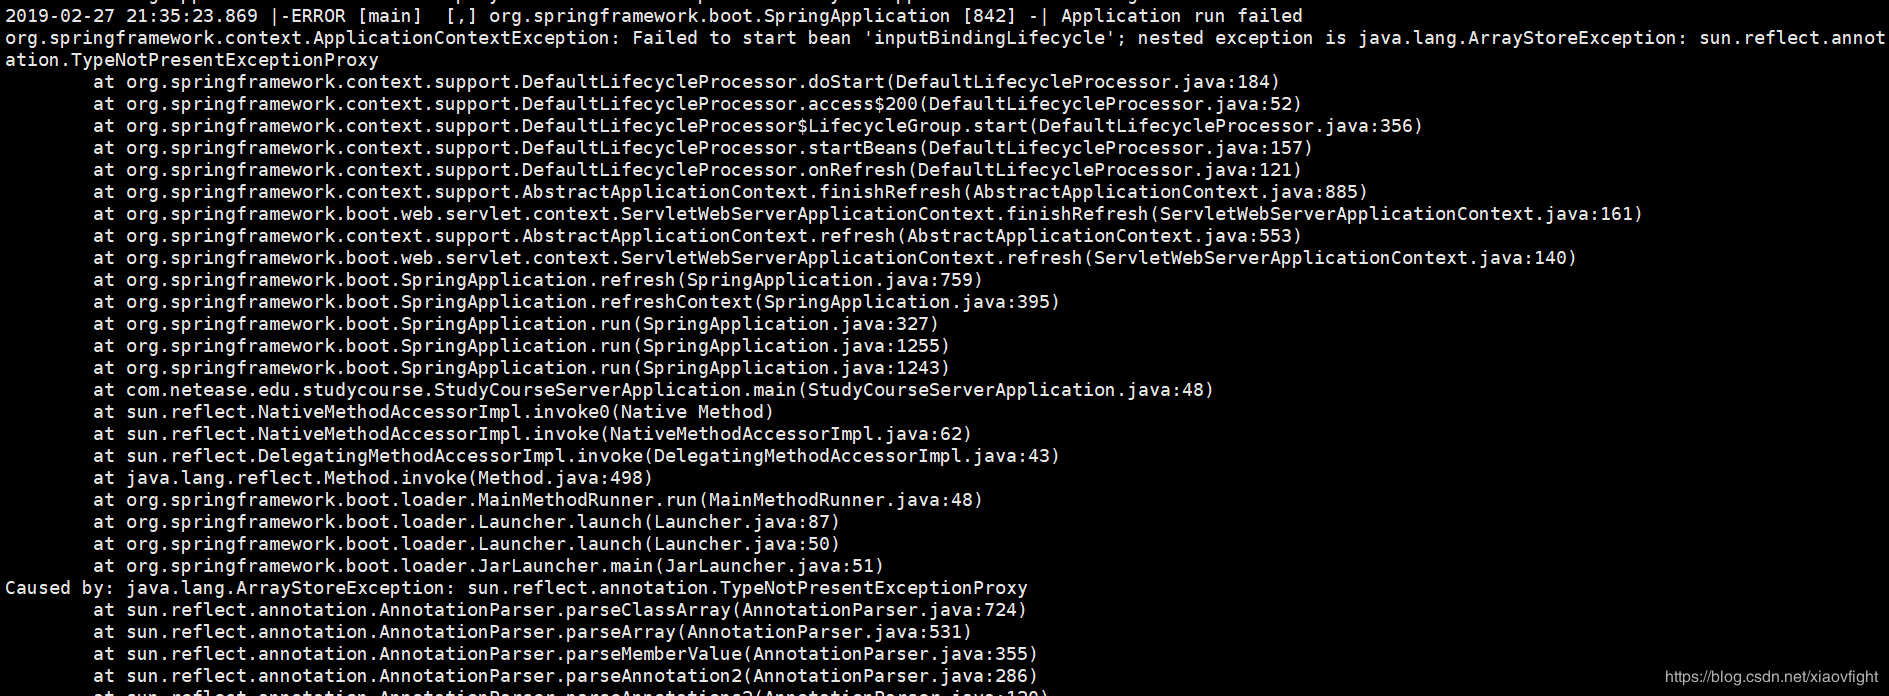 2019-02-27 21:35:23.869 |-ERROR [main]  [,] org.springframework.boot.SpringApplication [842] -| Application run failed
org.springframework.context.ApplicationContextException: Failed to start bean 'inputBindingLifecycle'; nested exception is java.lang.ArrayStoreException: sun.reflect.annot
ation.TypeNotPresentExceptionProxy
        at org.springframework.context.support.DefaultLifecycleProcessor.doStart(DefaultLifecycleProcessor.java:184)
        at org.springframework.context.support.DefaultLifecycleProcessor.access$200(DefaultLifecycleProcessor.java:52)
        at org.springframework.context.support.DefaultLifecycleProcessor$LifecycleGroup.start(DefaultLifecycleProcessor.java:356)
        at org.springframework.context.support.DefaultLifecycleProcessor.startBeans(DefaultLifecycleProcessor.java:157)
        at org.springframework.context.support.DefaultLifecycleProcessor.onRefresh(DefaultLifecycleProcessor.java:121)
        at org.springframework.context.support.AbstractApplicationContext.finishRefresh(AbstractApplicationContext.java:885)
        at org.springframework.boot.web.servlet.context.ServletWebServerApplicationContext.finishRefresh(ServletWebServerApplicationContext.java:161)
        at org.springframework.context.support.AbstractApplicationContext.refresh(AbstractApplicationContext.java:553)
        at org.springframework.boot.web.servlet.context.ServletWebServerApplicationContext.refresh(ServletWebServerApplicationContext.java:140)
        at org.springframework.boot.SpringApplication.refresh(SpringApplication.java:759)
        at org.springframework.boot.SpringApplication.refreshContext(SpringApplication.java:395)
        at org.springframework.boot.SpringApplication.run(SpringApplication.java:327)
        at org.springframework.boot.SpringApplication.run(SpringApplication.java:1255)
        at org.springframework.boot.SpringApplication.run(SpringApplication.java:1243)
        at com.netease.edu.studycourse.StudyCourseServerApplication.main(StudyCourseServerApplication.java:48)
        at sun.reflect.NativeMethodAccessorImpl.invoke0(Native Method)
        at sun.reflect.NativeMethodAccessorImpl.invoke(NativeMethodAccessorImpl.java:62)
        at sun.reflect.DelegatingMethodAccessorImpl.invoke(DelegatingMethodAccessorImpl.java:43)
        at java.lang.reflect.Method.invoke(Method.java:498)
        at org.springframework.boot.loader.MainMethodRunner.run(MainMethodRunner.java:48)
        at org.springframework.boot.loader.Launcher.launch(Launcher.java:87)
        at org.springframework.boot.loader.Launcher.launch(Launcher.java:50)
        at org.springframework.boot.loader.JarLauncher.main(JarLauncher.java:51)
Caused by: java.lang.ArrayStoreException: sun.reflect.annotation.TypeNotPresentExceptionProxy
        at sun.reflect.annotation.AnnotationParser.parseClassArray(AnnotationParser.java:724)
        at sun.reflect.annotation.AnnotationParser.parseArray(AnnotationParser.java:531)
        at sun.reflect.annotation.AnnotationParser.parseMemberValue(AnnotationParser.java:355)
        at sun.reflect.annotation.AnnotationParser.parseAnnotation2(AnnotationParser.java:286)
https://blog.csdn.net/xiaovfight